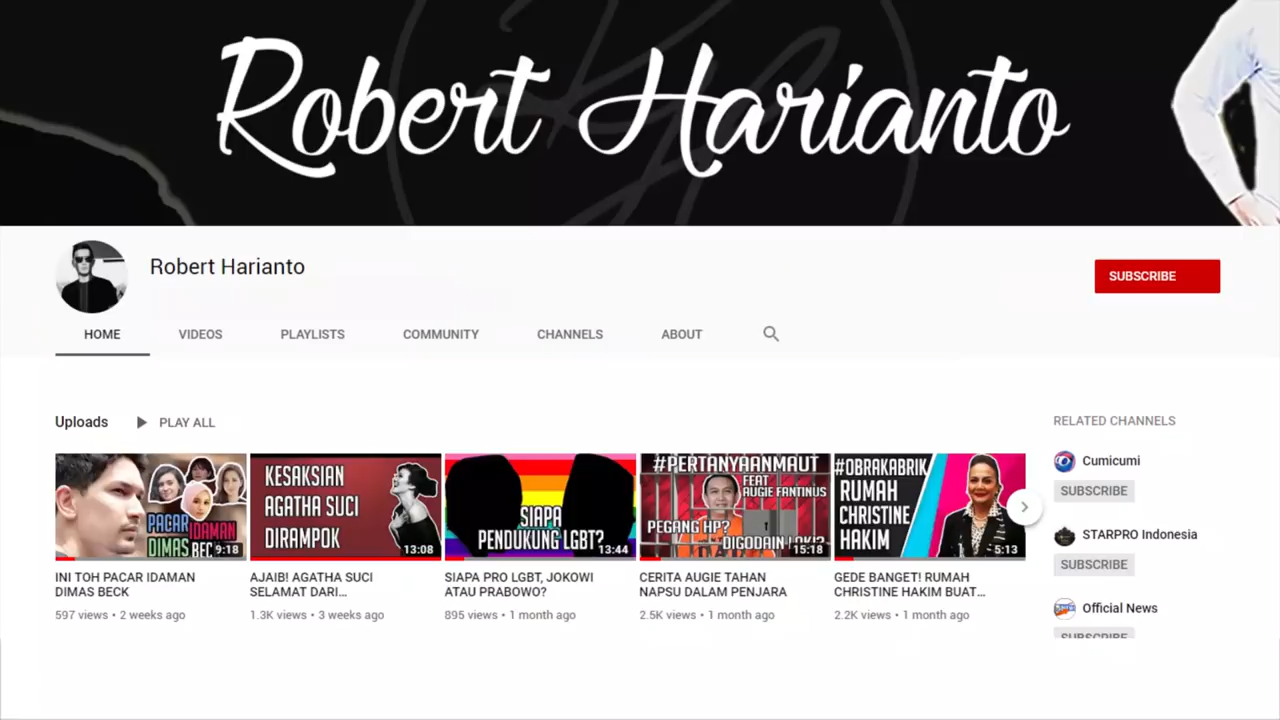 Robert Harianto
Robert Harianto
SUBSCRIBE
HOME
VIDEOS
PLAYLISTS
COMMUNITY
CHANNELS
ABOUT
Uploads
PLAY ALL
PACAR IDAMAN
DIMAS BECK
9:18
INI TOH PACAR IDAMAN
DIMAS BECK
597 views • 2 weeks ago
KESAKSIAN
AGATHA SUCI
DIRAMPOK
13:08
AJAIB! AGATHA SUCI
SELAMAT DARI...
1.3K views • 3 weeks ago
SIAPA
PENDUKUNG LGBT?
13:44
SIAPA PRO LGBT, JOKOWI
ATAU PRABOWO?
895 views • 1 month ago
#PERTANYAANMAUT
FEAT
AUGIE FANTINUS
PEGANG HP?
DIGODAIN
15:18
CERITA AUGIE TAHAN
NAPSU DALAM PENJARA
2.5K views • 1 month ago
#OBRAKABRIK
RUMAH
CHRISTINE
HAKIM
5:13
GEDE BANGET! RUMAH
CHRISTINE HAKIM BUAT...
2.2K views • 1 month ago
RELATED CHANNELS
Cumicumi
SUBSCRIBE
STARPRO Indonesia
SUBSCRIBE
Official News
SUBSCRIBE